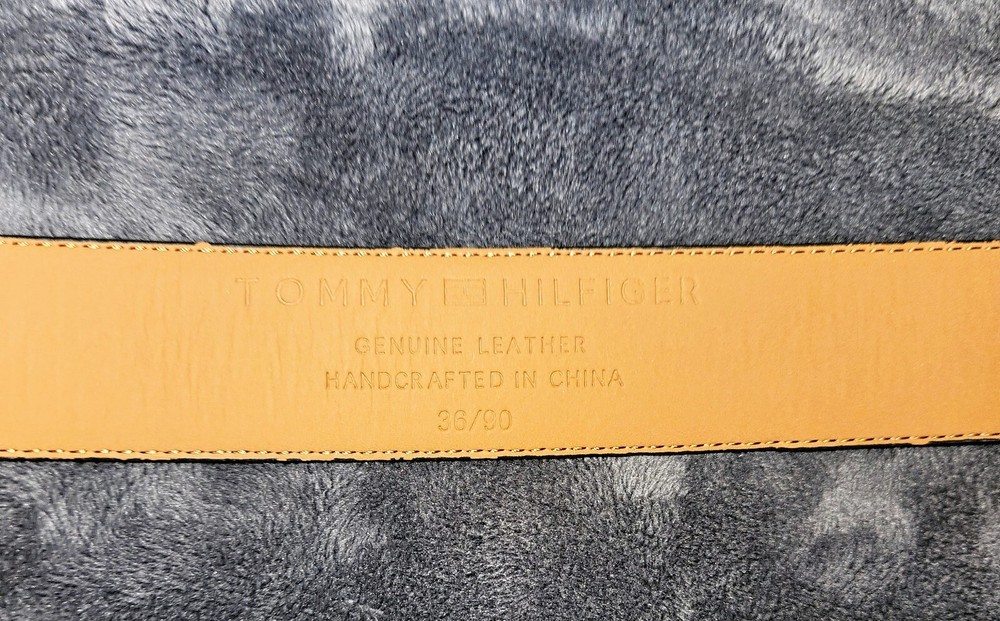 TOMMY HILFIGER
GENUINE LEATHER
HANDCRAFTED IN CHINA
36/90